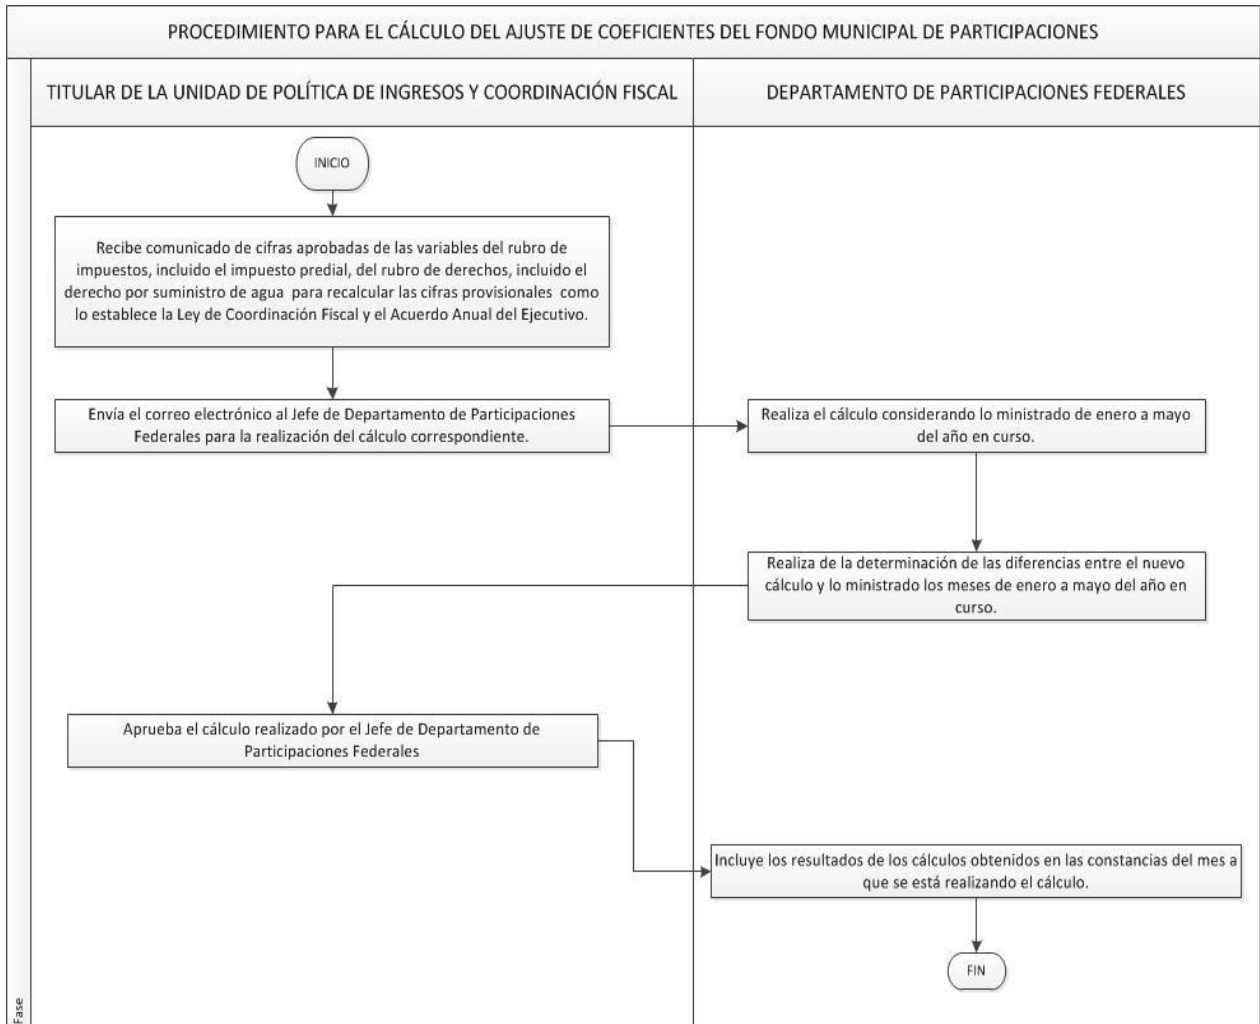 PROCEDIMIENTO PARA EL CÁLCULO DEL AJUSTE DE COEFICIENTES DEL FONDO MUNICIPAL DE PARTICIPACIONES
TITULAR DE LA UNIDAD DE POLÍTICA DE INGRESOS Y COORDINACIÓN FISCAL
DEPARTAMENTO DE PARTICIPACIONES FEDERALES
INICIO
Recibe comunicado de cifras aprobadas de las variables del rubro de
impuestos, incluido el impuesto predial, del rubro de derechos, incluido el
derecho por suministro de agua para recalcular las cifras provisionales como
lo establece la Ley de Coordinación Fiscal y el Acuerdo Anual del Ejecutivo.
Envía el correo electrónico al Jefe de Departamento de Participaciones
Federales para la realización del cálculo correspondiente.
Realiza el cálculo considerando lo ministrado de enero a mayo
del año en curso.
Realiza de la determinación de las diferencias entre el nuevo
cálculo y lo ministrado los meses de enero a mayo del año en
curso.
Aprueba el cálculo realizado por el Jefe de Departamento de
Participaciones Federales
Incluye los resultados de los cálculos obtenidos en las constancias del mes a
que se está realizando el cálculo.
FIN
Fase